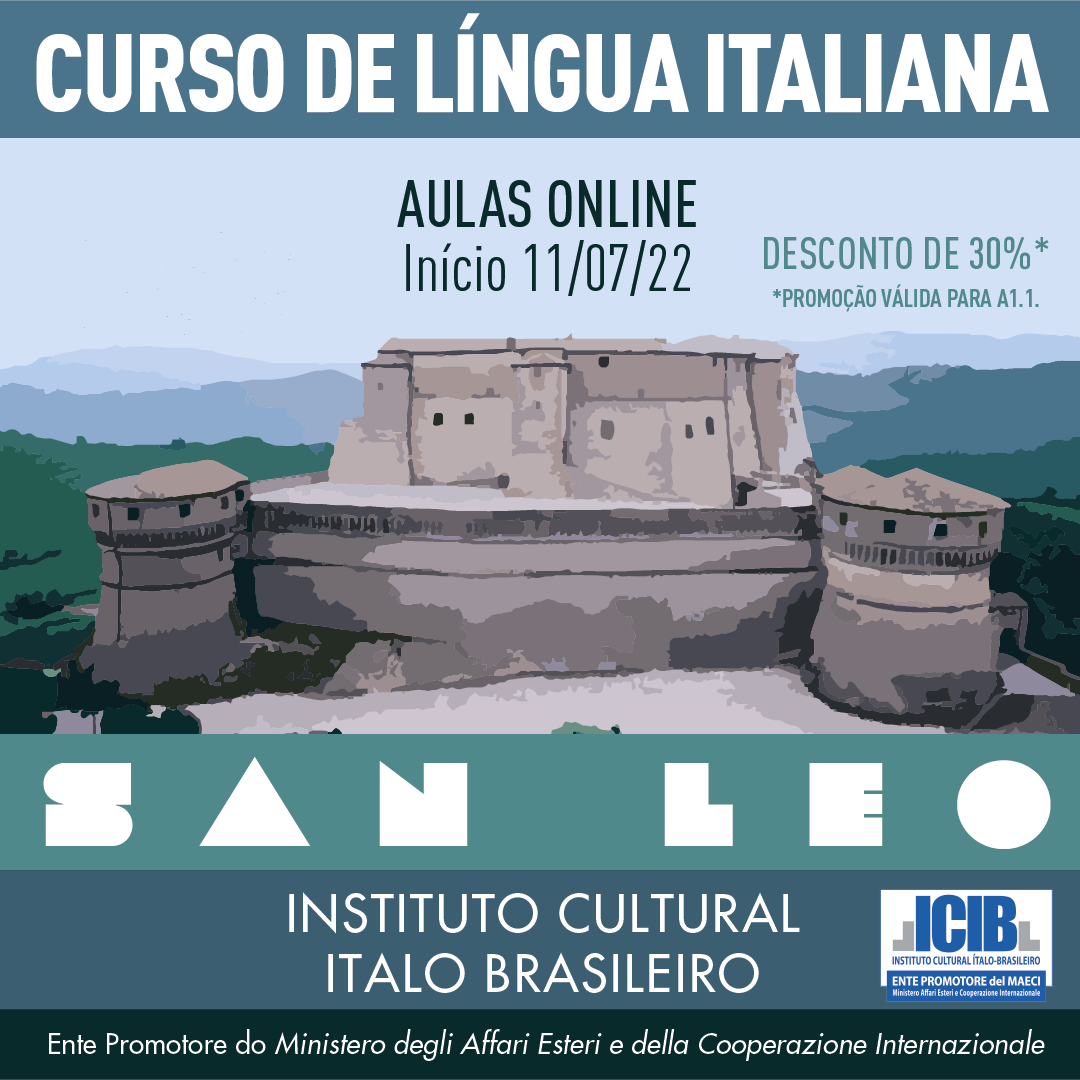 CURSO DE LÍNGUA ITALIANA
AULAS ONLINE
Início 11/07/22
DESCONTO DE 30%*
*PROMOÇÃO VÁLIDA PARA A1.1.
SAN LEO
INSTITUTO CULTURAL
ITALO BRASILEIRO
ICIB
INSTITUTO CULTURAL ÍTALO-BRASILEIRO
ENTE PROMOTORE del MAECI
Ministero Affari Esteri e Cooperazione Internazionale
Ente Promotore do Ministero degli Affari Esteri e della Cooperazione Internazionale